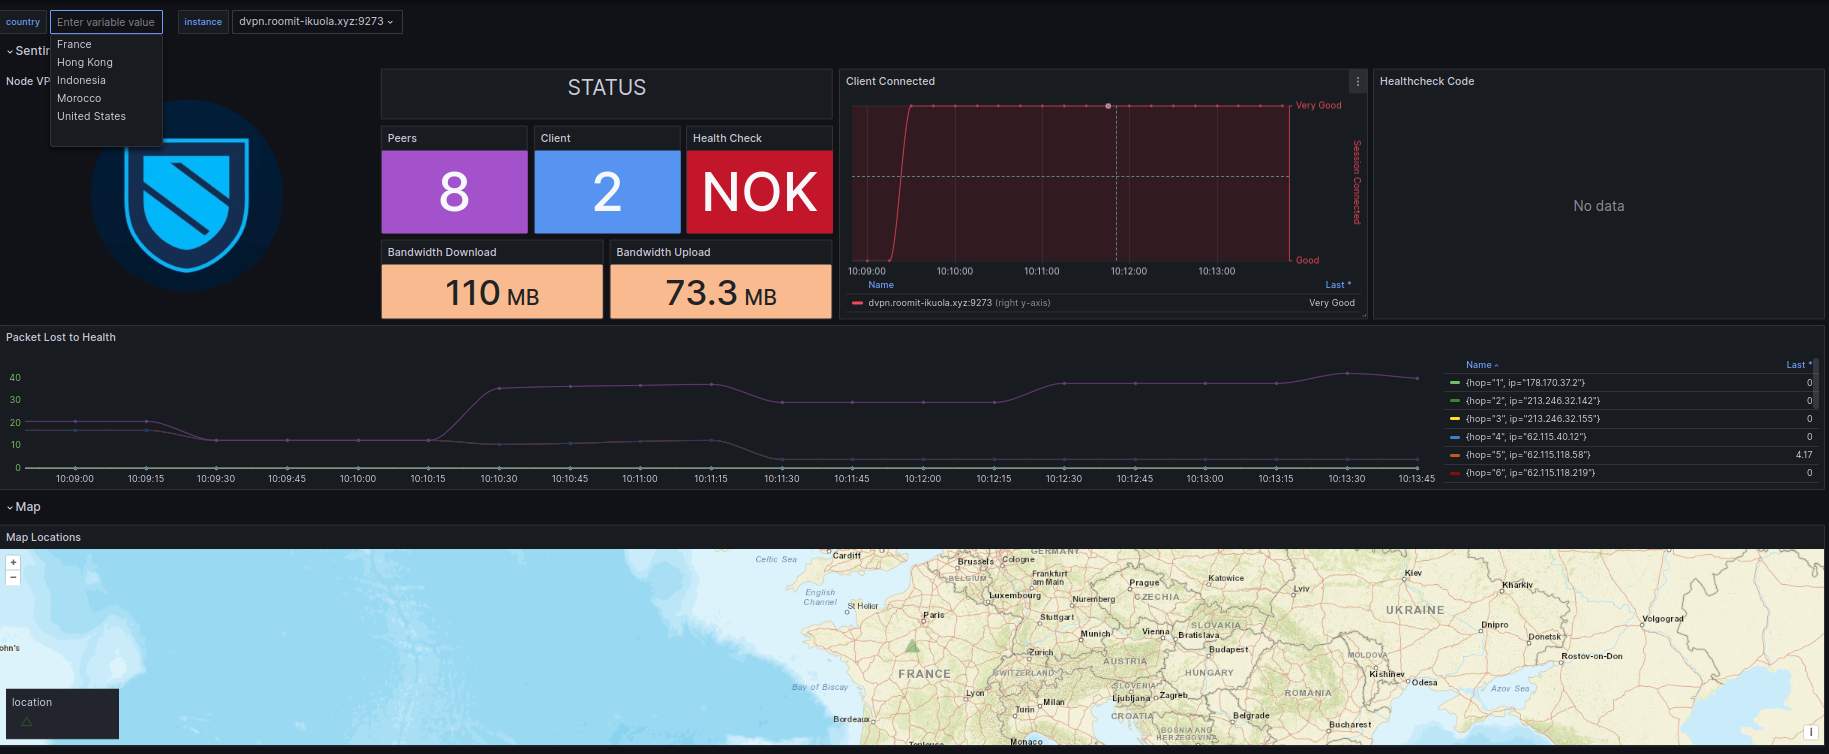 country
Enter variable value
instance
dvpn.roomit-ikuola.xyz:9273
France
Hong Kong
Indonesia
Morocco
United States
Sentin
Node VP
STATUS
Peers
8
Client
2
Health Check
NOK
Bandwidth Download
110 MB
Bandwidth Upload
73.3 MB
Client Connected
Very Good
Good
Session Connected
10:09:00 10:10:00 10:11:00 10:12:00 10:13:00
Name Last *
dvpn.roomit-ikuola.xyz:9273 (right y-axis) Very Good
Healthcheck Code
No data
Packet Lost to Health
40
30
20
10
0
10:09:00 10:09:15 10:09:30 10:09:45 10:10:00 10:10:15 10:10:30 10:10:45 10:11:00 10:11:15 10:11:30 10:11:45 10:12:00 10:12:15 10:12:30 10:12:45 10:13:00 10:13:15 10:13:30 10:13:45
Name Last *
{hop="1", ip="178.170.37.2"} 0
{hop="2", ip="213.246.32.142"} 0
{hop="3", ip="213.246.32.155"} 0
{hop="4", ip="62.115.40.12"} 0
{hop="5", ip="62.115.118.58"} 4.17
{hop="6", ip="62.115.118.219"} 0
Map
Map Locations
+
−
Celtic Sea
Cardiff
Brussels
Cologne
GERMANY
BELGIUM
Frankfurt
am Main
Prague
Katowice
Kiev
Kharkiv
Lviv
English
Channel
St Helier
Luxembourg
Nuremberg
CZECHIA
UKRAINE
Paris
Stuttgart
SLOVAKIA
Dnipro
Volgograd
Munich
Vienna
Bratislava
Donetsk
ohn's
Zürich
Budapest
MOLDOVA
Rostov-on-Don
FRANCE
SWITZERLAND
AUSTRIA
HUNGARY
Kishinev
Odesa
Bay of Biscay
Lyon
SLOVENIA
Ljubljana
Zagreb
ROMANIA
Azov Sea
location
Milan
Turin
Bordeaux
CROATIA
Belgrade
Bucharest
BOSNIA AND
HERZEGOVINA
Toulouse
Monaco
i